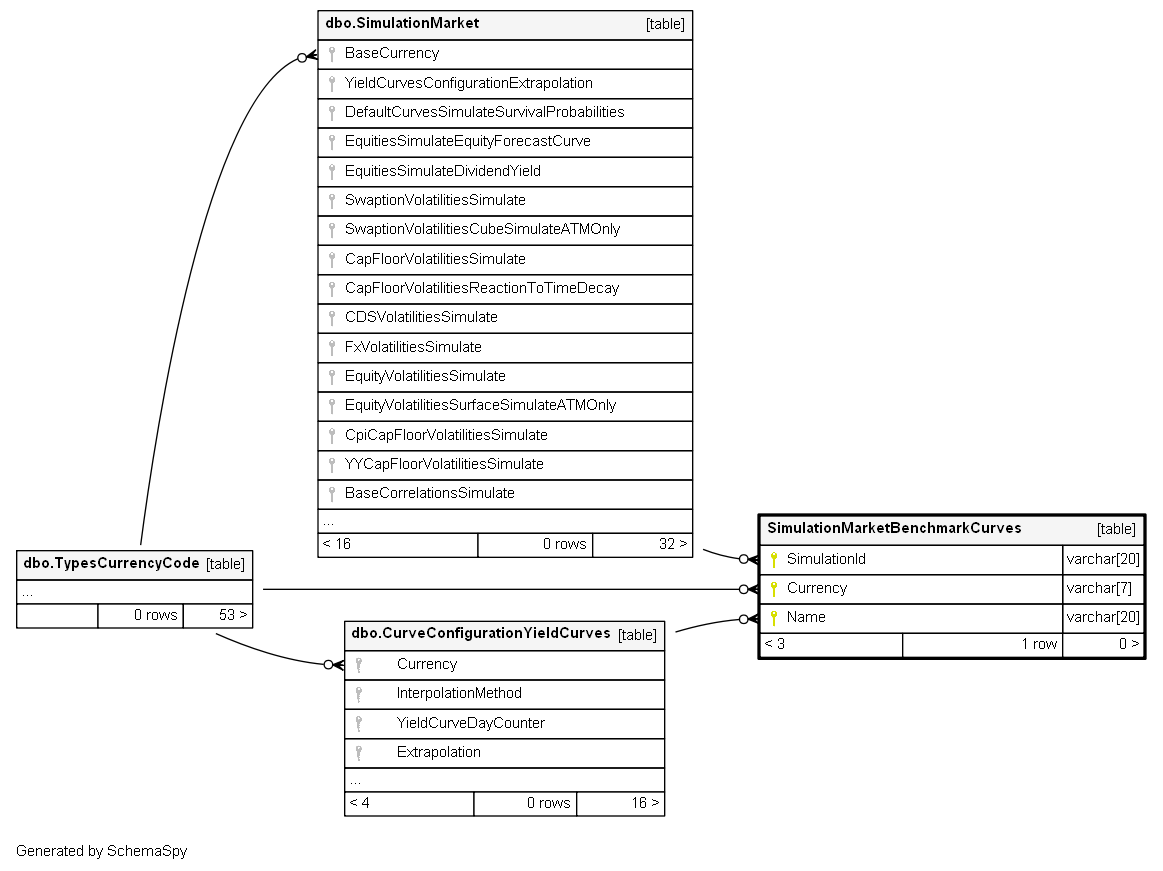 dbo.SimulationMarket [table]
BaseCurrency
YieldCurvesConfigurationExtrapolation
DefaultCurvesSimulateSurvivalProbabilities
EquitiesSimulateEquityForecastCurve
EquitiesSimulateDividendYield
SwaptionVolatilitiesSimulate
SwaptionVolatilitiesCubeSimulateATMOnly
CapFloorVolatilitiesSimulate
CapFloorVolatilitiesReactionToTimeDecay
CDSVolatilitiesSimulate
FxVolatilitiesSimulate
EquityVolatilitiesSimulate
EquityVolatilitiesSurfaceSimulateATMOnly
CpiCapFloorVolatilitiesSimulate
YYCapFloorVolatilitiesSimulate
BaseCorrelationsSimulate
...
< 16 0 rows 32 >
SimulationMarketBenchmarkCurves [table]
SimulationId varchar[20]
Currency varchar[7]
Name varchar[20]
< 3 1 row 0 >
dbo.TypesCurrencyCode [table]
...
0 rows 53 >
dbo.CurveConfigurationYieldCurves [table]
Currency
InterpolationMethod
YieldCurveDayCounter
Extrapolation
...
< 4 0 rows 16 >
Generated by SchemaSpy